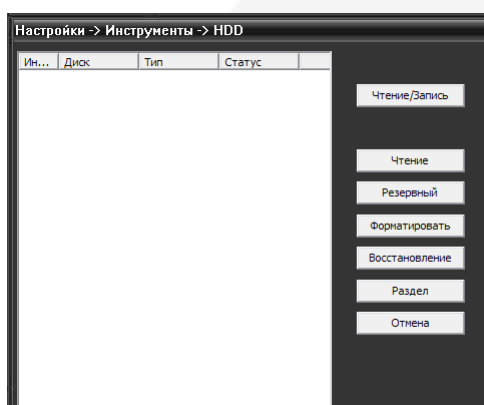 Настройки -> Инструменты -> HDD
Ин... Диск Тип Статус
Чтение/Запись
Чтение
Резервный
Форматировать
Восстановление
Раздел
Отмена